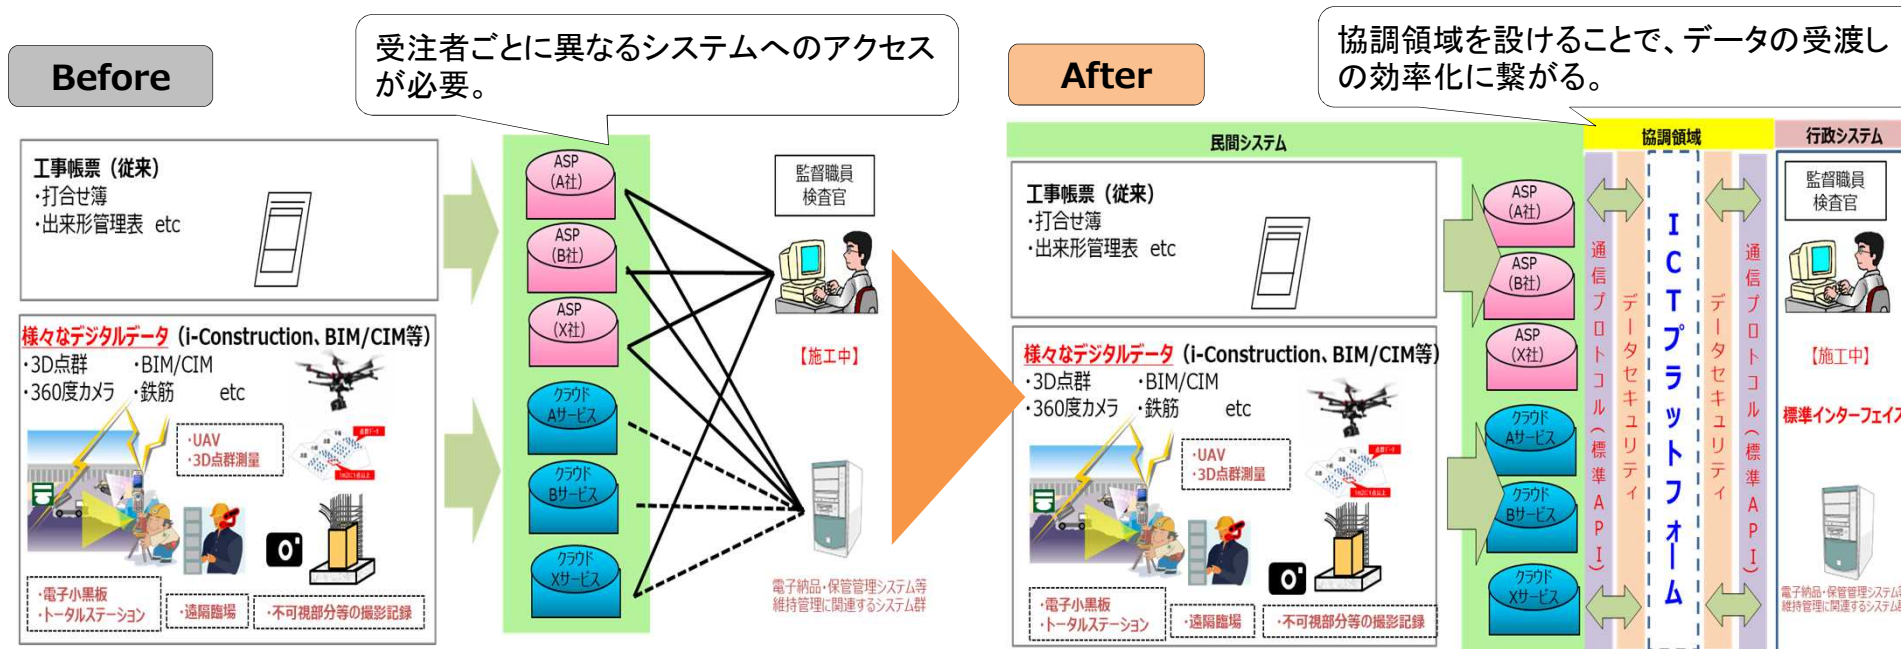 Before
受注者ごとに異なるシステムへのアクセス
が必要。
工事帳票（従来）
・打合せ簿
・出来形管理表 etc
様々なデジタルデータ（i-Construction、BIM/CIM等）
・3D点群 ・BIM/CIM
・360度カメラ ・鉄筋 etc
・UAV
・3D点群測量
・電子小黒板
・トータルステーション
・遠隔臨場
・不可視部分等の撮影記録
ASP
(A社)
ASP
(B社)
ASP
(X社)
クラウド
Aサービス
クラウド
Bサービス
クラウド
Xサービス
監督職員
検査官
【施工中】
電子納品・保管管理システム等
維持管理に関連するシステム群
After
協調領域を設けることで、データの受渡し
の効率化に繋がる。
民間システム
協調領域
行政システム
工事帳票（従来）
・打合せ簿
・出来形管理表 etc
様々なデジタルデータ（i-Construction、BIM/CIM等）
・3D点群 ・BIM/CIM
・360度カメラ ・鉄筋 etc
・UAV
・3D点群測量
・電子小黒板
・トータルステーション
・遠隔臨場
・不可視部分等の撮影記録
ASP
(A社)
ASP
(B社)
ASP
(X社)
クラウド
Aサービス
クラウド
Bサービス
クラウド
Xサービス
通信プロトコル（標準API）
データセキュリティ
ICTプラットフォーム
データセキュリティ
通信プロトコル（標準API）
監督職員
検査官
【施工中】
標準インターフェイス
電子納品・保管管理システム等
維持管理に関連するシステム群